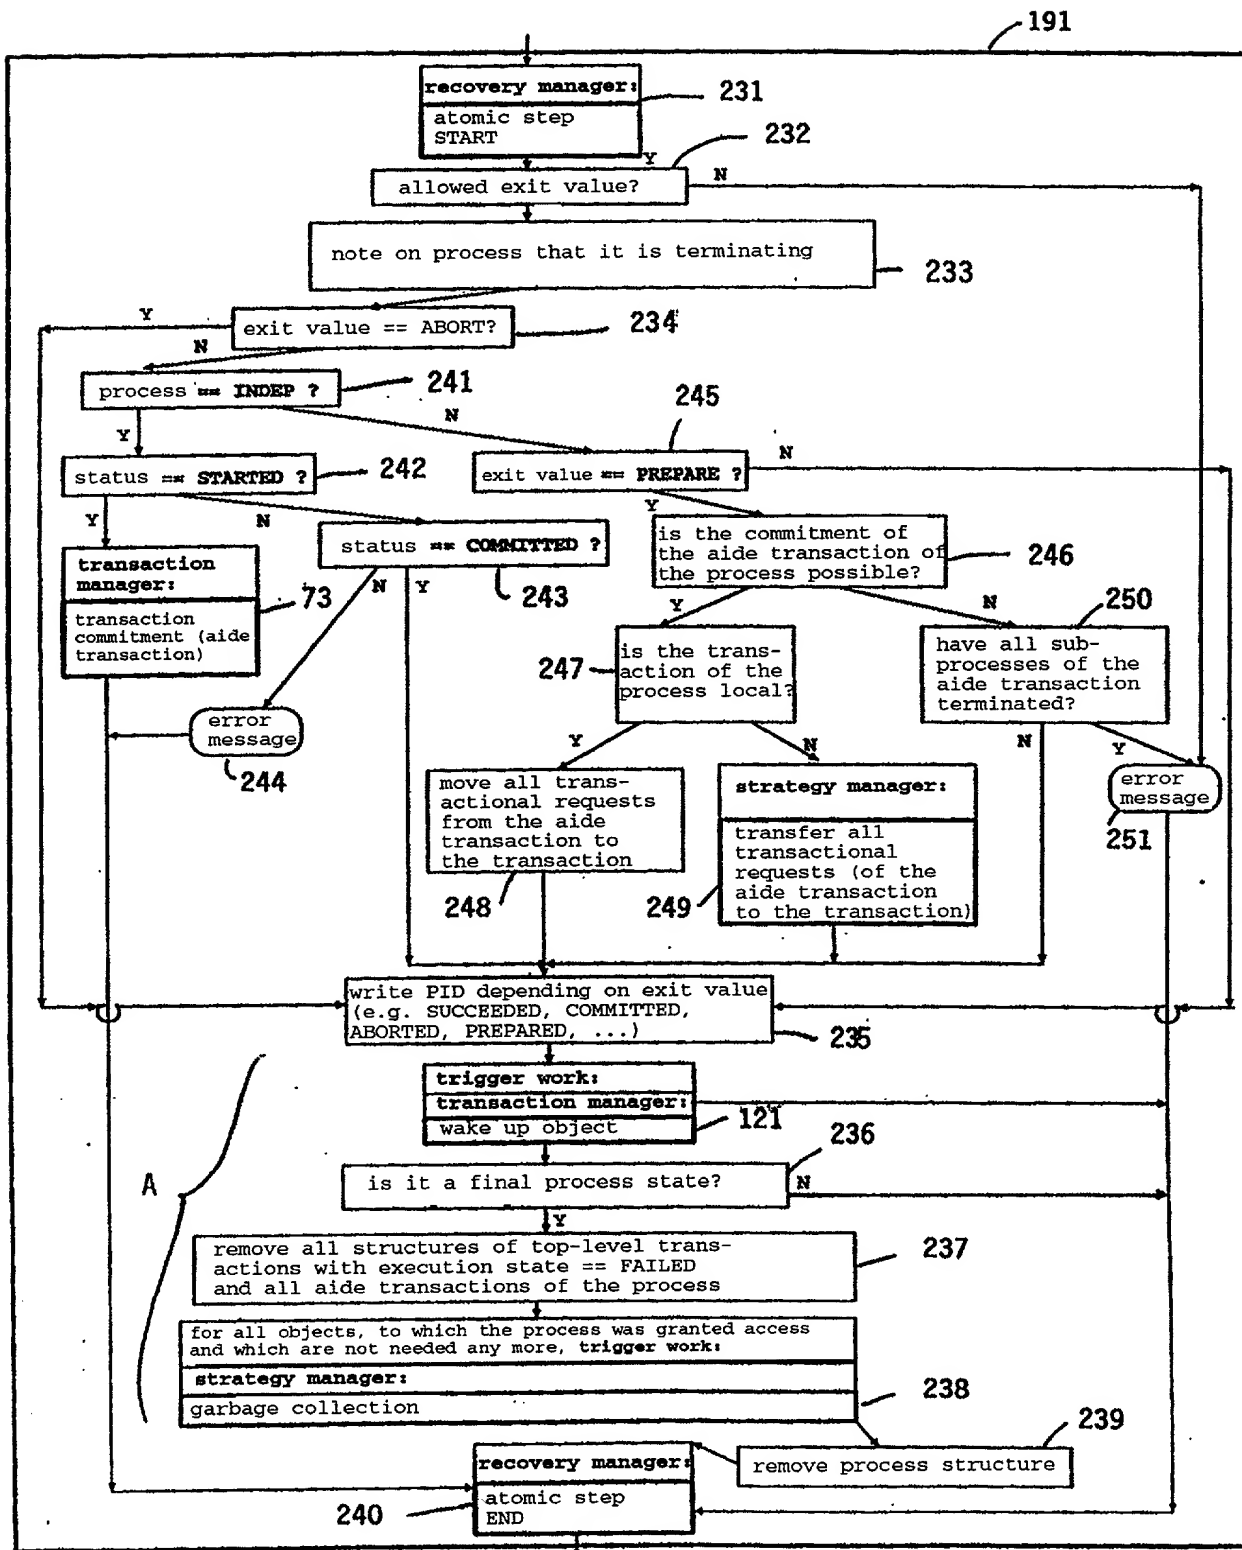 191
recovery manager:
231
atomic step
START
232
Y
allowed exit value?
N
note on process that it is terminating
233
Y
exit value == ABORT?
234
N
process == INDEP ?
241
245
Y
N
status == STARTED ?
242
exit value == PREPARE ?
N
Y
N
Y
status == COMMITTED ?
is the commitment of
the aide transaction of
the process possible?
246
transaction
manager:
73
N
Y
243
transaction
commitment (aide
transaction)
Y
N
250
247
is the trans-
action of the
process local?
have all sub-
processes of the
aide transaction
terminated?
error
message
244
Y
N
N
Y
move all trans-
actional requests
from the aide
transaction to
the transaction
strategy manager:
error
message
251
transfer all
transactional
requests (of the
aide transaction
to the transaction)
248
249
write PID depending on exit value
(e.g. SUCCEEDED, COMMITTED,
ABORTED, PREPARED, ...)
235
trigger work:
transaction manager:
wake up object
121
236
A
is it a final process state?
N
Y
remove all structures of top-level trans-
actions with execution state == FAILED
and all aide transactions of the process
237
for all objects, to which the process was granted access
and which are not needed any more, trigger work:
strategy manager:
238
garbage collection
239
recovery manager:
remove process structure
240
atomic step
END